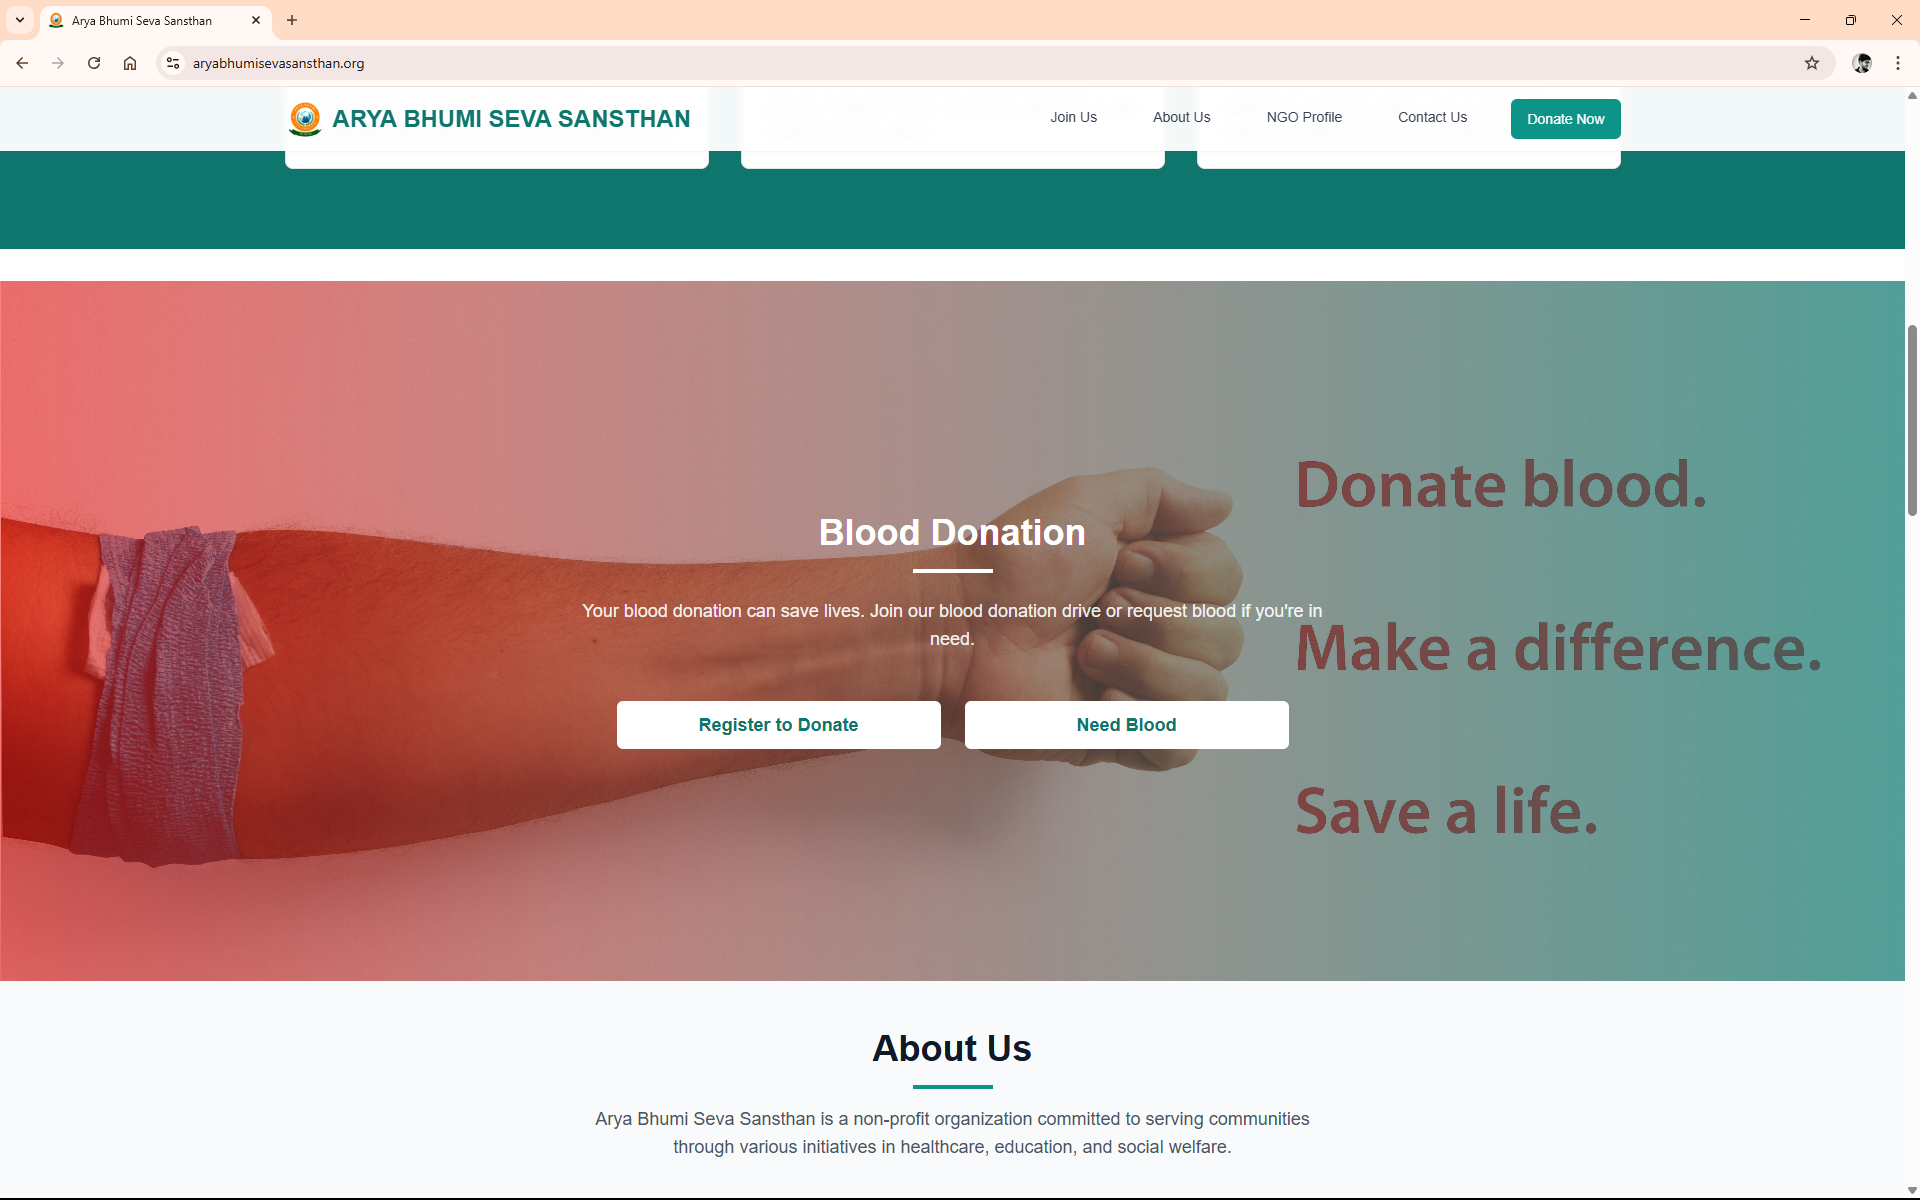 Arya Bhumi Seva Sansthan
aryabhumisevasansthan.org
ARYA BHUMI SEVA SANSTHAN
Join Us
About Us
NGO Profile
Contact Us
Donate Now
Donate blood.
Blood Donation
Your blood donation can save lives. Join our blood donation drive or request blood if you're in
need.
Make a difference.
Register to Donate
Need Blood
Save a life.
About Us
Arya Bhumi Seva Sansthan is a non-profit organization committed to serving communities
through various initiatives in healthcare, education, and social welfare.